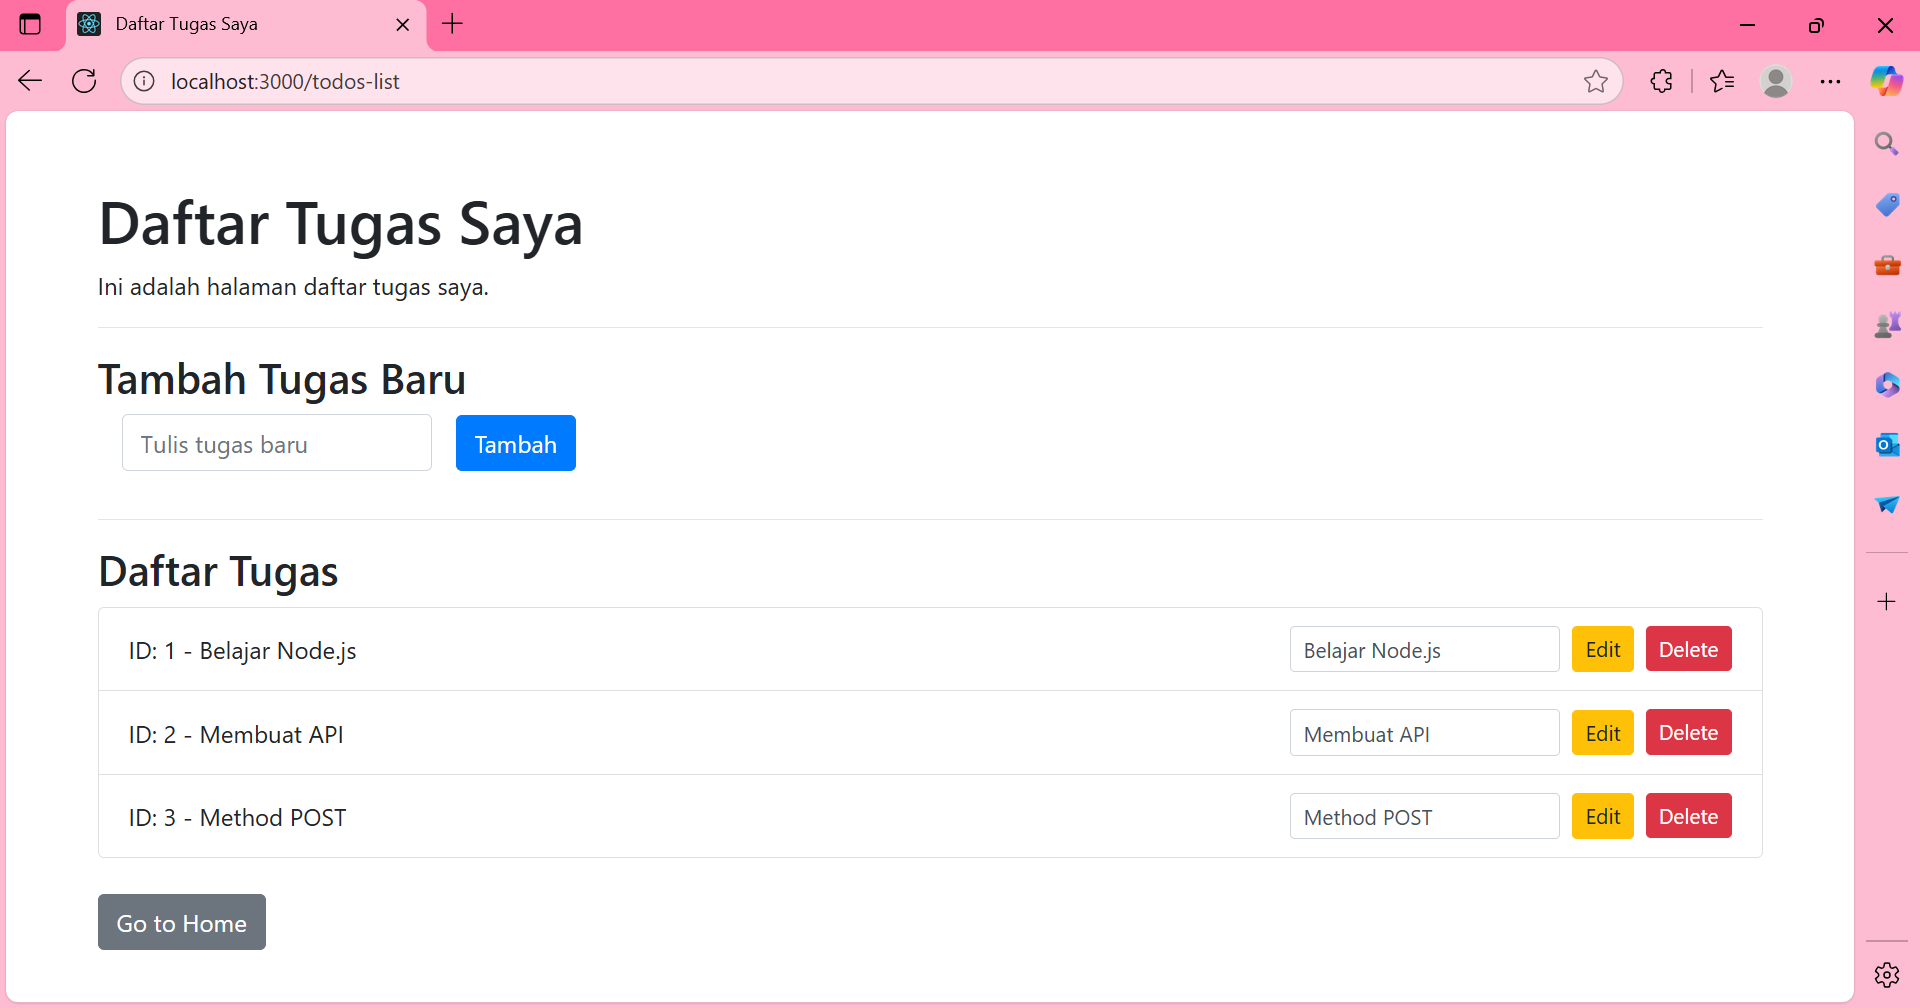 Daftar Tugas Saya
localhost:3000/todos-list
Daftar Tugas Saya
Ini adalah halaman daftar tugas saya.
Tambah Tugas Baru
Tulis tugas baru Tambah
Daftar Tugas
ID: 1 - Belajar Node.js Belajar Node.js Edit Delete
ID: 2 - Membuat API Membuat API Edit Delete
ID: 3 - Method POST Method POST Edit Delete
Go to Home